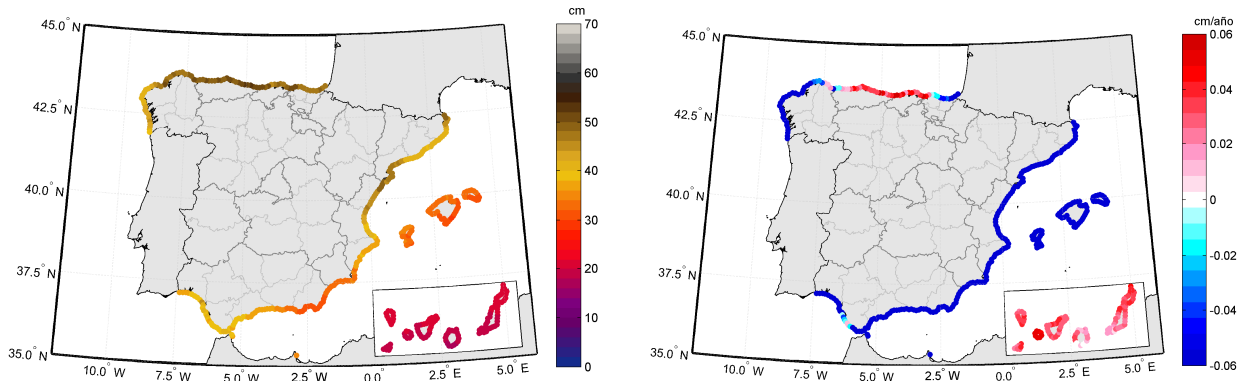 cm
45.0° N
42.5° N
40.0° N
37.5° N
35.0° N
10.0° W
7.5° W
5.0° W
2.5° W
0.0°
2.5° E
5.0° E
70
60
50
40
30
20
10
0
cm/año
45.0° N
42.5° N
40.0° N
37.5° N
35.0° N
10.0° W
7.5° W
5.0° W
2.5° W
0.0°
2.5° E
5.0° E
0.06
0.04
0.02
0
-0.02
-0.04
-0.06